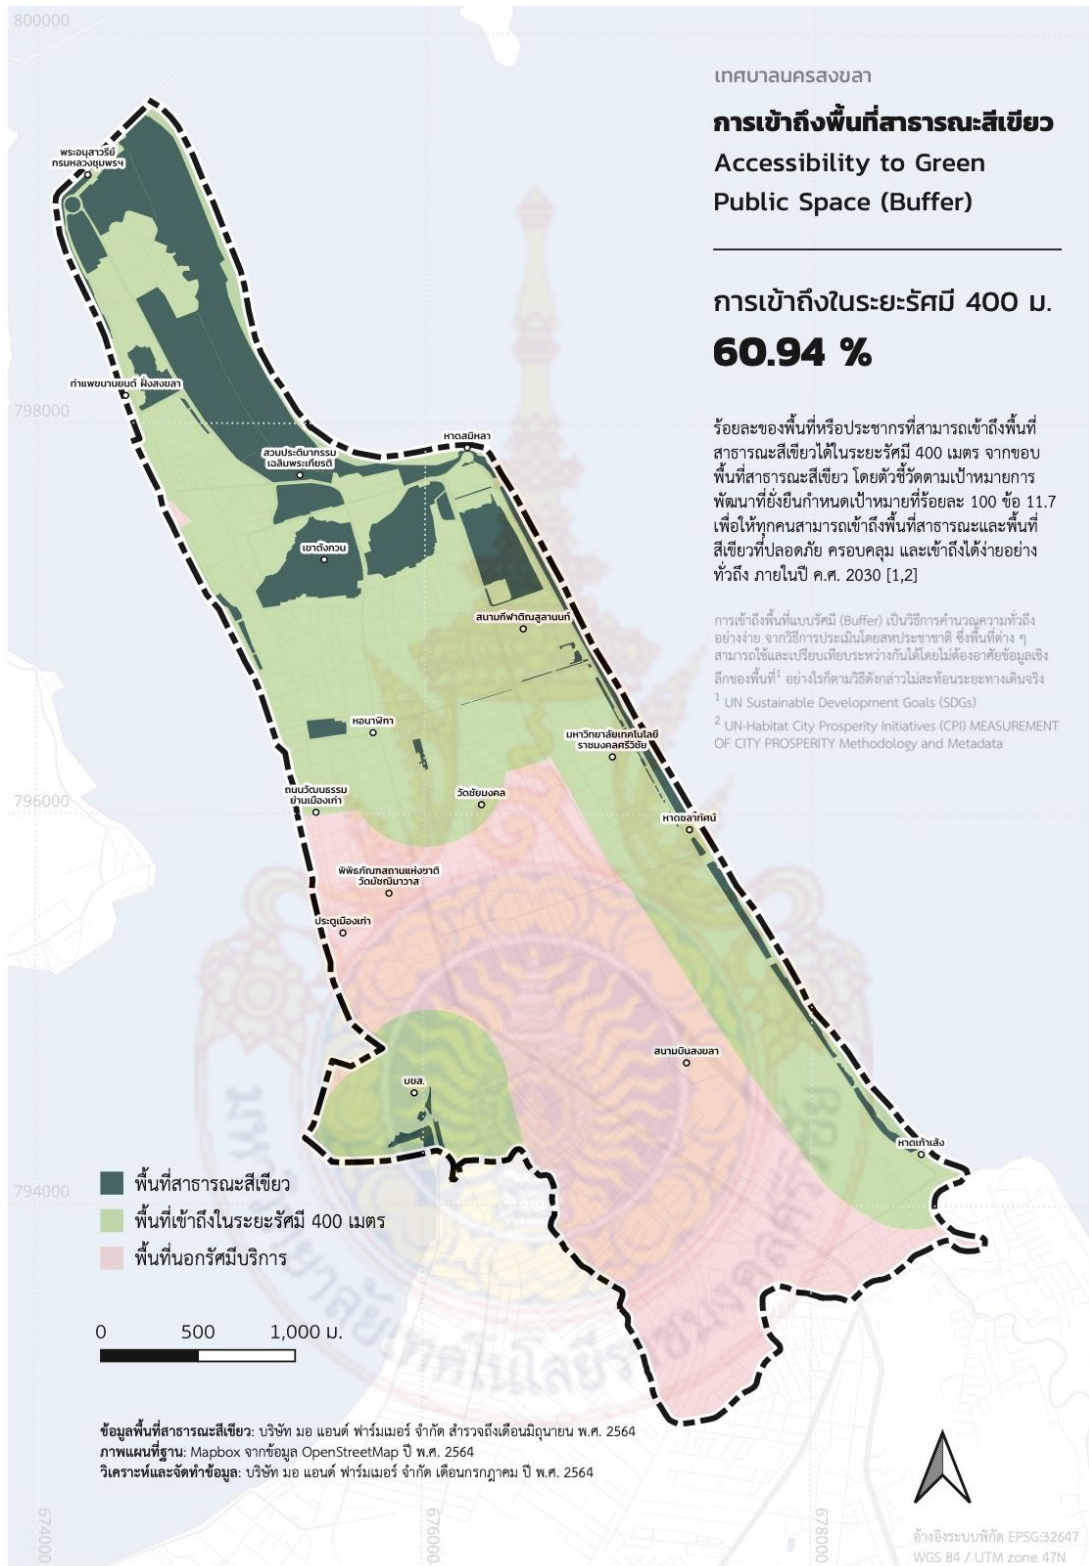 800000
เทศบาลนครสงขลา
การเข้าถึงพื้นที่สาธารณะสีเขียว
Accessibility to Green
Public Space (Buffer)
การเข้าถึงในระยะรัศมี 400 ม.
60.94 %
ร้อยละของพื้นที่หรือประชากรที่สามารถเข้าถึงพื้นที่
สาธารณะสีเขียวได้ในระยะรัศมี 400 เมตร จากขอบ
พื้นที่สาธารณะสีเขียว โดยตัวชี้วัดตามเป้าหมายการ
พัฒนาที่ยั่งยืนกำหนดเป้าหมายที่ร้อยละ 100 ข้อ 11.7
เพื่อให้ทุกคนสามารถเข้าถึงพื้นที่สาธารณะและพื้นที่
สีเขียวที่ปลอดภัย ครอบคลุม และเข้าถึงได้ง่ายอย่าง
ทั่วถึง ภายในปี ค.ศ. 2030 [1,2]
การเข้าถึงพื้นที่แบบรัศมี (Buffer) เป็นวิธีการคำนวณความทั่วถึง
อย่างง่าย จากวิธีการประเมินโดยสหประชาชาติ ซึ่งพื้นที่ต่าง ๆ
สามารถใช้และเปรียบเทียบระหว่างกันได้โดยไม่ต้องอาศัยข้อมูลเชิง
ลึกของพื้นที่¹ อย่างไรก็ตามวิธีดังกล่าวไม่สะท้อนระยะทางเดินจริง
¹ UN Sustainable Development Goals (SDGs)
² UN-Habitat City Prosperity Initiatives (CPI) MEASUREMENT
OF CITY PROSPERITY Methodology and Metadata
พระอนุสาวรีย์
กรมหลวงชุมพรฯ
ท่าแพขนานยนต์ ฝั่งสงขลา
798000
หาดสมิหลา
สวนประติมากรรม
เฉลิมพระเกียรติ
เขาตังกวน
สนามกีฬาติณสูลานนท์
หอนาฬิกา
มหาวิทยาลัยเทคโนโลยี
ราชมงคลศรีวิชัย
ถนนวัฒนธรรม
ย่านเมืองเก่า
วัดชัยมงคล
796000
หาดชลาทัศน์
พิพิธภัณฑสถานแห่งชาติ
วัดมัชฌิมาวาส
ประตูเมืองเก่า
สนามบินสงขลา
บขส.
หาดเก้าเส้ง
794000
พื้นที่สาธารณะสีเขียว
พื้นที่เข้าถึงในระยะรัศมี 400 เมตร
พื้นที่นอกรัศมีบริการ
0 500 1,000 ม.
มหาวิทยาลัยเทคโนโลยีราชมงคลศรีวิชัย
ข้อมูลพื้นที่สาธารณะสีเขียว: บริษัท มอ แอนด์ ฟาร์มเมอร์ จำกัด สำรวจถึงเดือนมิถุนายน พ.ศ. 2564
ภาพแผนที่ฐาน: Mapbox จากข้อมูล OpenStreetMap ปี พ.ศ. 2564
วิเคราะห์และจัดทำข้อมูล: บริษัท มอ แอนด์ ฟาร์มเมอร์ จำกัด เดือนกรกฎาคม ปี พ.ศ. 2564
674000
676000
678000
อ้างอิงระบบพิกัด EPSG:32647
WGS 84 / UTM zone 47N